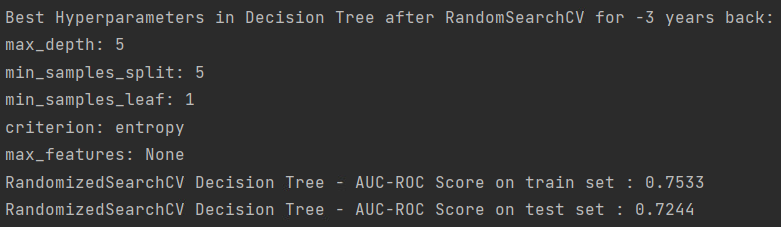 Best Hyperparameters in Decision Tree after RandomSearchCV for -3 years back:
max_depth: 5
min_samples_split: 5
min_samples_leaf: 1
criterion: entropy
max_features: None
RandomizedSearchCV Decision Tree - AUC-ROC Score on train set : 0.7533
RandomizedSearchCV Decision Tree - AUC-ROC Score on test set : 0.7244